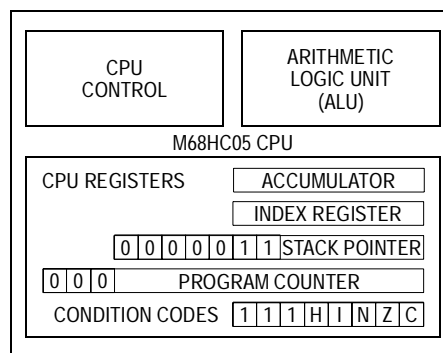 CPU
CONTROL
ARITHMETIC
LOGIC UNIT
(ALU)
M68HC05 CPU
CPU REGISTERS ACCUMULATOR
INDEX REGISTER
0 0 0 0 0 1 1 STACK POINTER
0 0 0 PROGRAM COUNTER
CONDITION CODES 1 1 1 H I N Z C